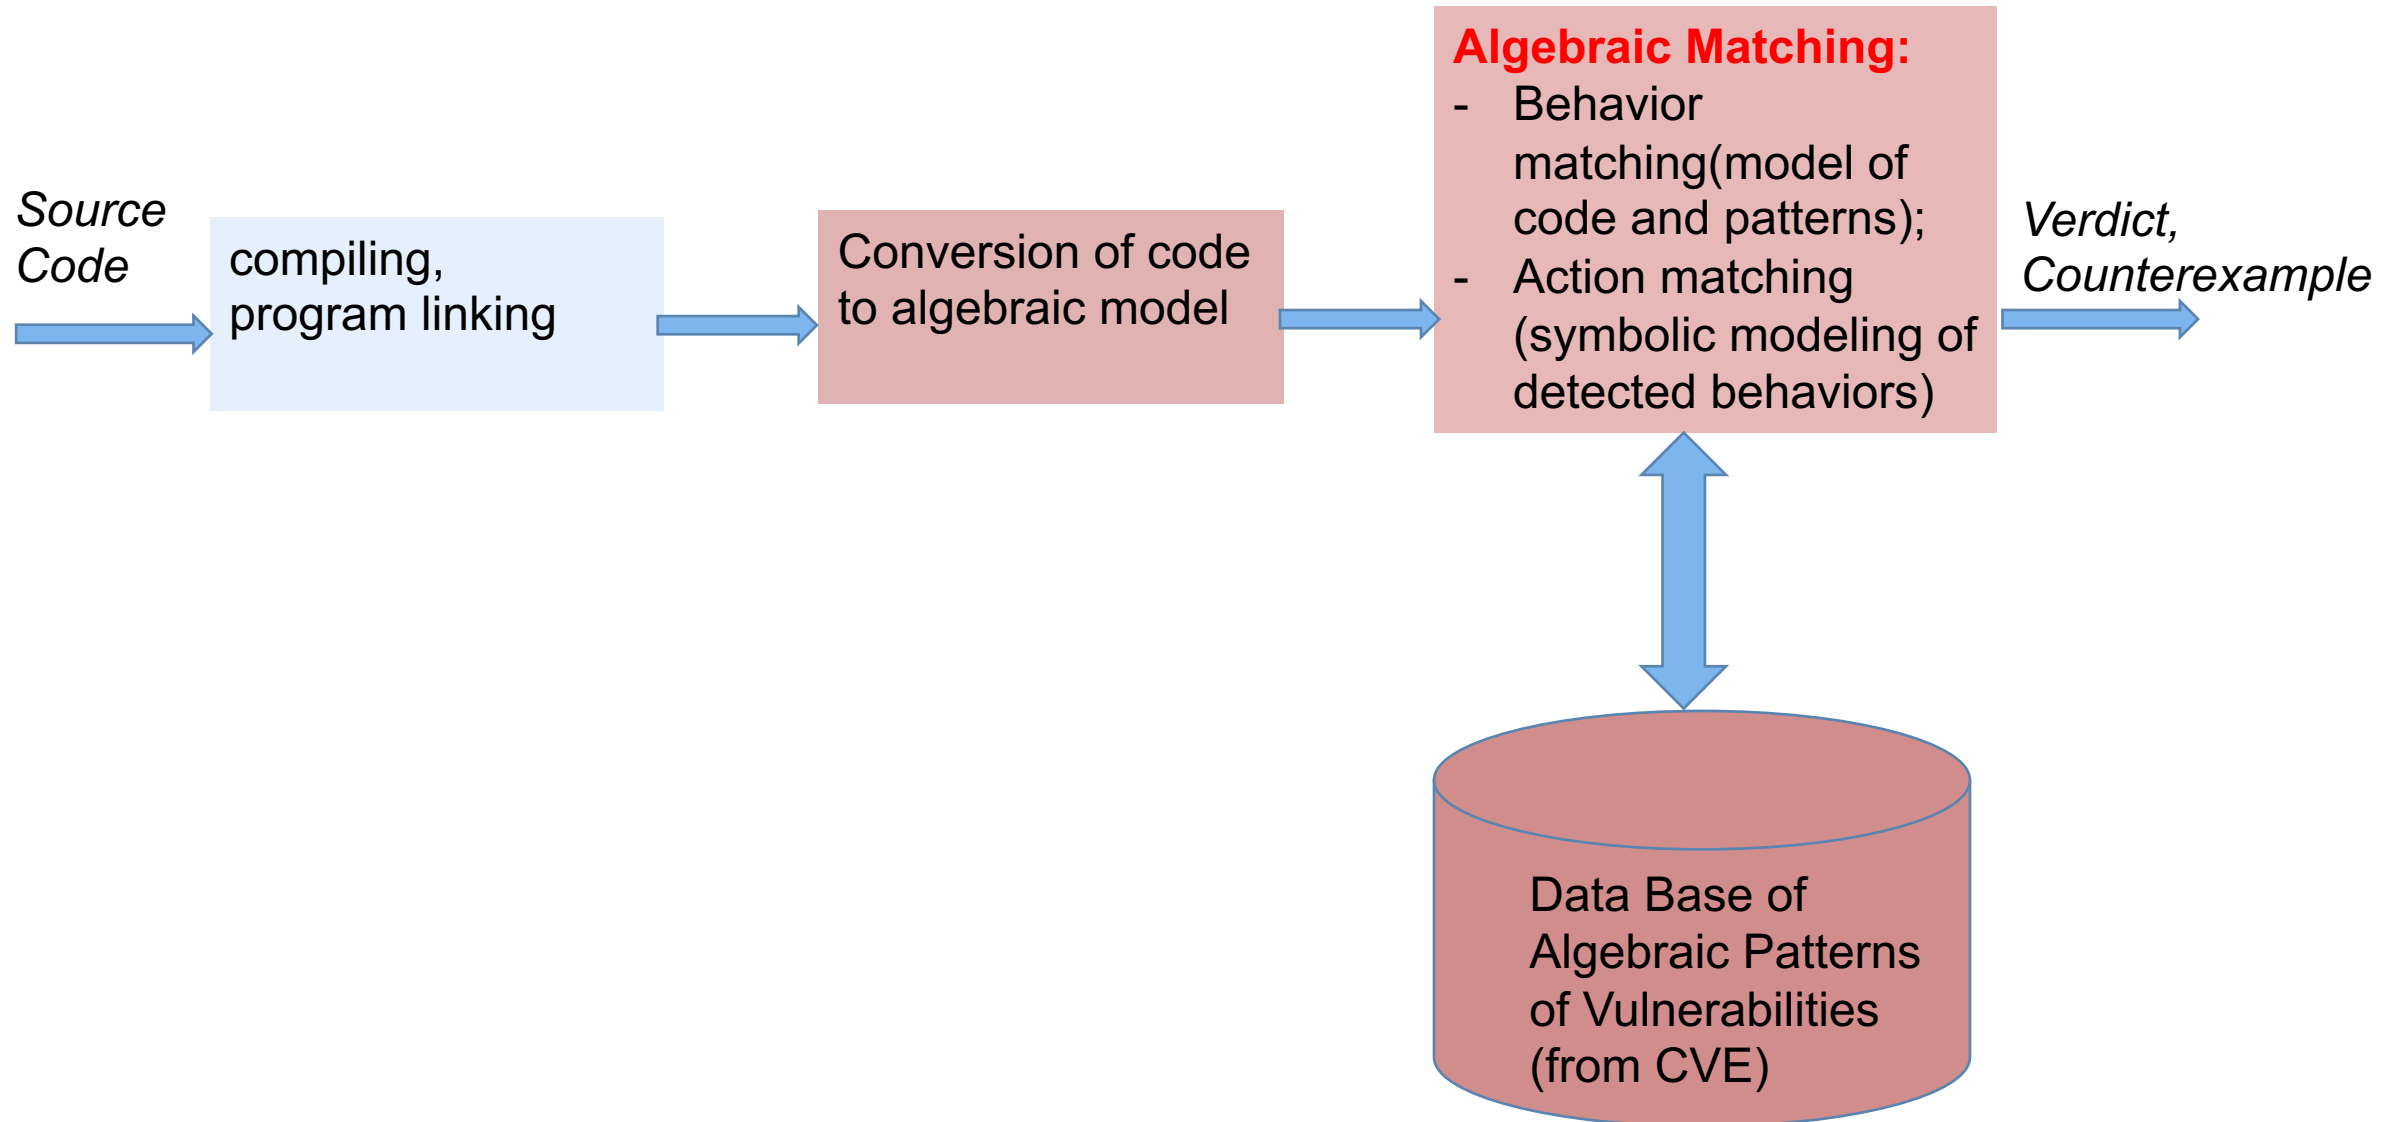 Source
Code
compiling,
program linking
Conversion of code
to algebraic model
Algebraic Matching:
- Behavior
matching(model of
code and patterns);
- Action matching
(symbolic modeling of
detected behaviors)
Verdict,
Counterexample
Data Base of
Algebraic Patterns
of Vulnerabilities
(from CVE)